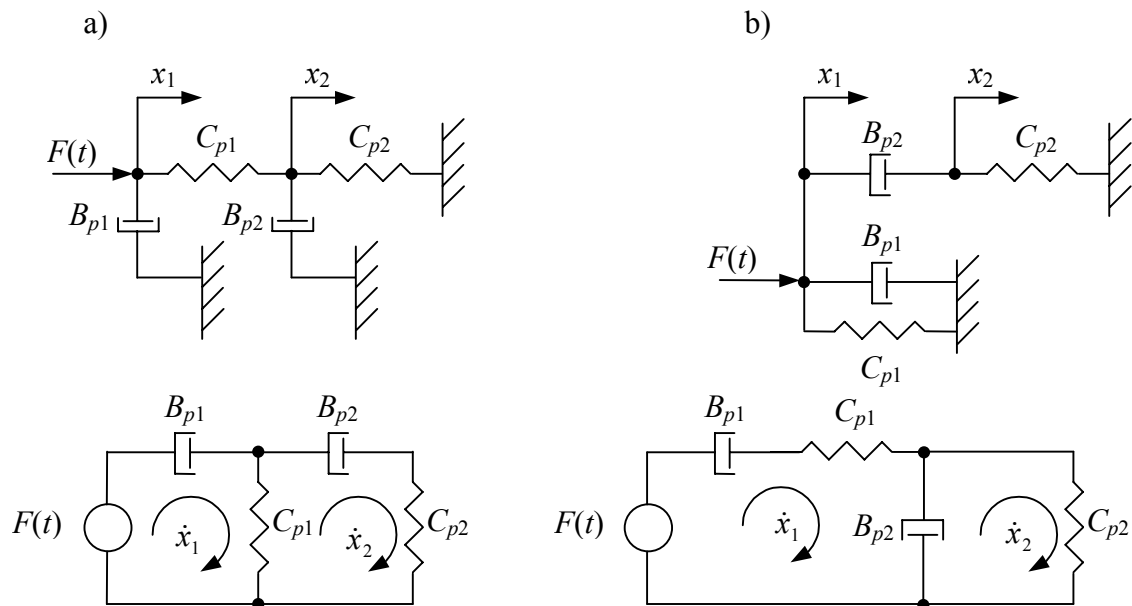 a)
x1 x2
Cp1 Cp2
F(t)
Bp1 Bp2
Bp1 Bp2
F(t) ẋ1 Cp1 ẋ2 Cp2
b)
x1 x2
Bp2 Cp2
Bp1
F(t)
Cp1
Bp1 Cp1
F(t) ẋ1 Bp2 ẋ2 Cp2